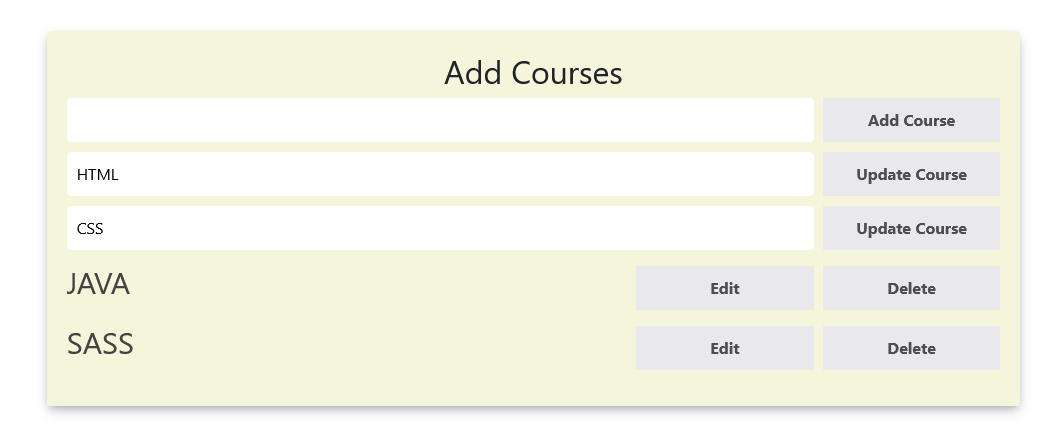 Add Courses
Add Course
HTML Update Course
CSS Update Course
JAVA Edit Delete
SASS Edit Delete